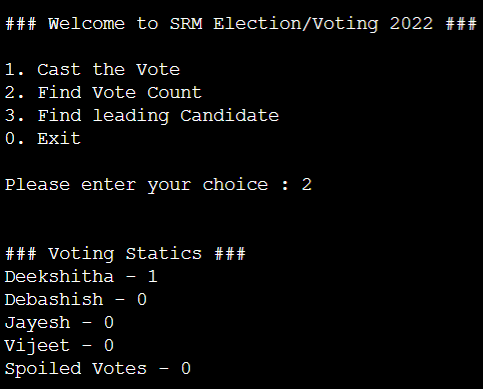 ### Welcome to SRM Election/Voting 2022 ###
1. Cast the Vote
2. Find Vote Count
3. Find leading Candidate
0. Exit
Please enter your choice : 2
### Voting Statics ###
Deekshitha - 1
Debashish - 0
Jayesh - 0
Vijeet - 0
Spoiled Votes - 0